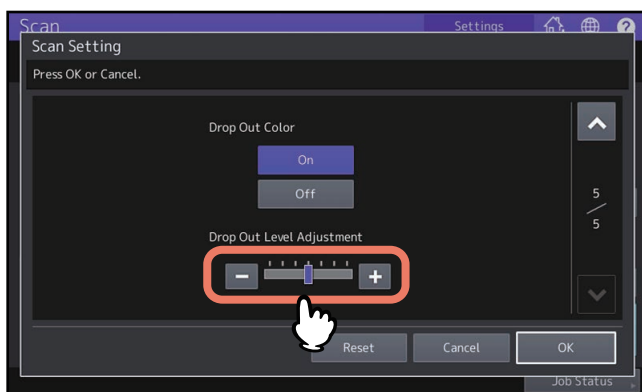 Scan
Settings
?
Scan Setting
Press OK or Cancel.
Drop Out Color
On
Off
5
5
Drop Out Level Adjustment
− +
Reset
Cancel
OK
Job Status